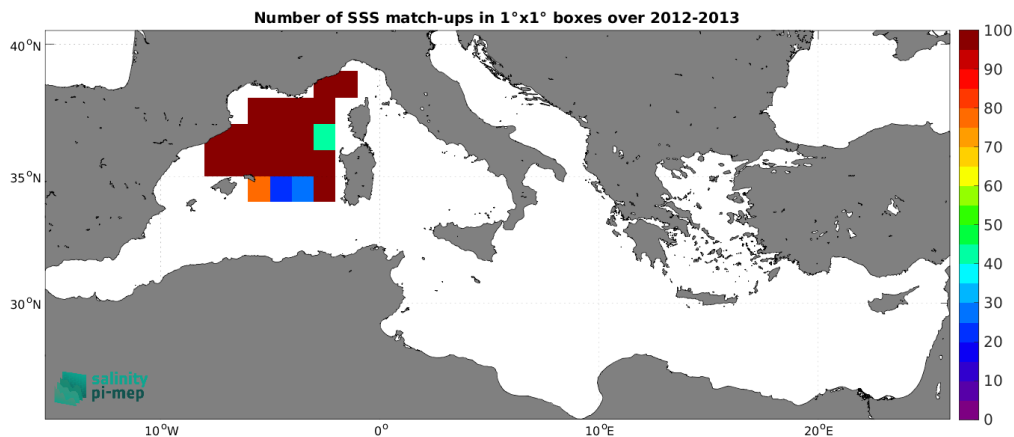 Number of SSS match-ups in 1°x1° boxes over 2012-2013
40°N
35°N
30°N
10°W
0°
10°E
20°E
100
90
80
70
60
50
40
30
20
10
0
salinity
pi-mep